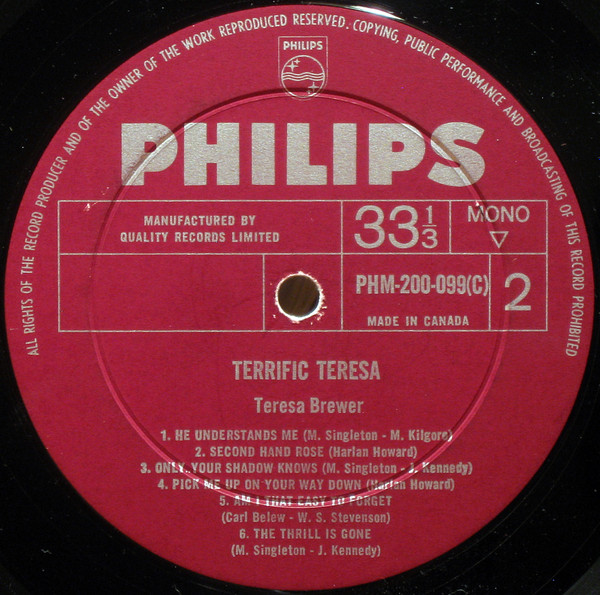 ALL RIGHTS OF THE RECORD PRODUCER AND OF THE OWNER OF THE WORK REPRODUCED RESERVED. COPYING, PUBLIC PERFORMANCE AND BROADCASTING OF THIS RECORD PROHIBITED
PHILIPS
PHILIPS
MANUFACTURED BY
QUALITY RECORDS LIMITED
33 1/3
MONO
PHM-200-099(C)
MADE IN CANADA
2
TERRIFIC TERESA
Teresa Brewer
1. HE UNDERSTANDS ME (M. Singleton - M. Kilgore)
2. SECOND HAND ROSE (Harlan Howard)
3. ONLY YOUR SHADOW KNOWS (M. Singleton - J. Kennedy)
4. PICK ME UP ON YOUR WAY DOWN (Harlan Howard)
5. AM I THAT EASY TO FORGET
(Carl Belew - W. S. Stevenson)
6. THE THRILL IS GONE
(M. Singleton - J. Kennedy)